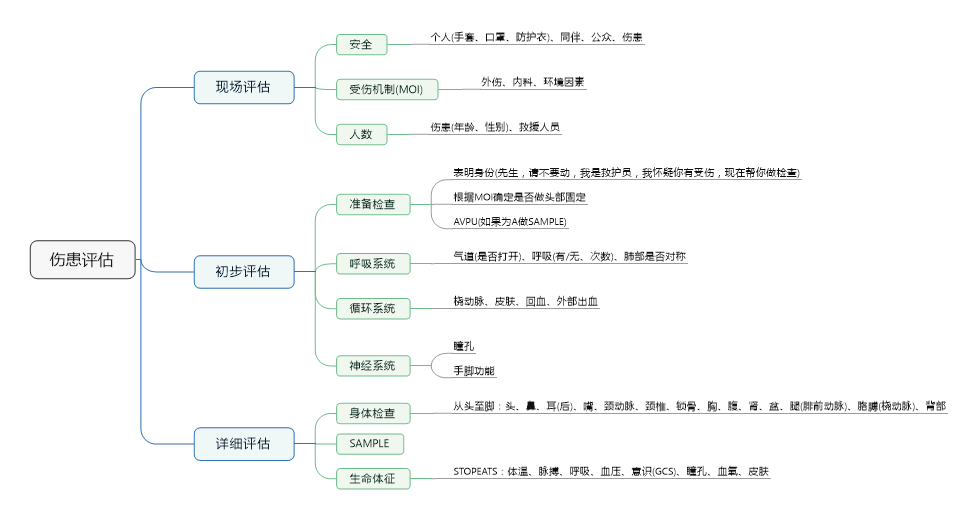 伤患评估
现场评估
安全
个人(手套、口罩、防护衣)、同伴、公众、伤患
受伤机制(MOI)
外伤、内科、环境因素
人数
伤患(年龄、性别)、救援人员
初步评估
准备检查
表明身份(先生，请不要动，我是救护员，我怀疑你有受伤，现在帮你做检查)
根据MOI确定是否做头部固定
AVPU(如果为A做SAMPLE)
呼吸系统
气道(是否打开)、呼吸(有/无、次数)、肺部是否对称
循环系统
桡动脉、皮肤、回血、外部出血
神经系统
瞳孔
手脚功能
详细评估
身体检查
从头至脚：头、鼻、耳(后)、嘴、颈动脉、颈椎、锁骨、胸、腹、肾、盆、腿(腓前动脉)、胳膊(桡动脉)、背部
SAMPLE
生命体征
STOPEATS：体温、脉搏、呼吸、血压、意识(GCS)、瞳孔、血氧、皮肤